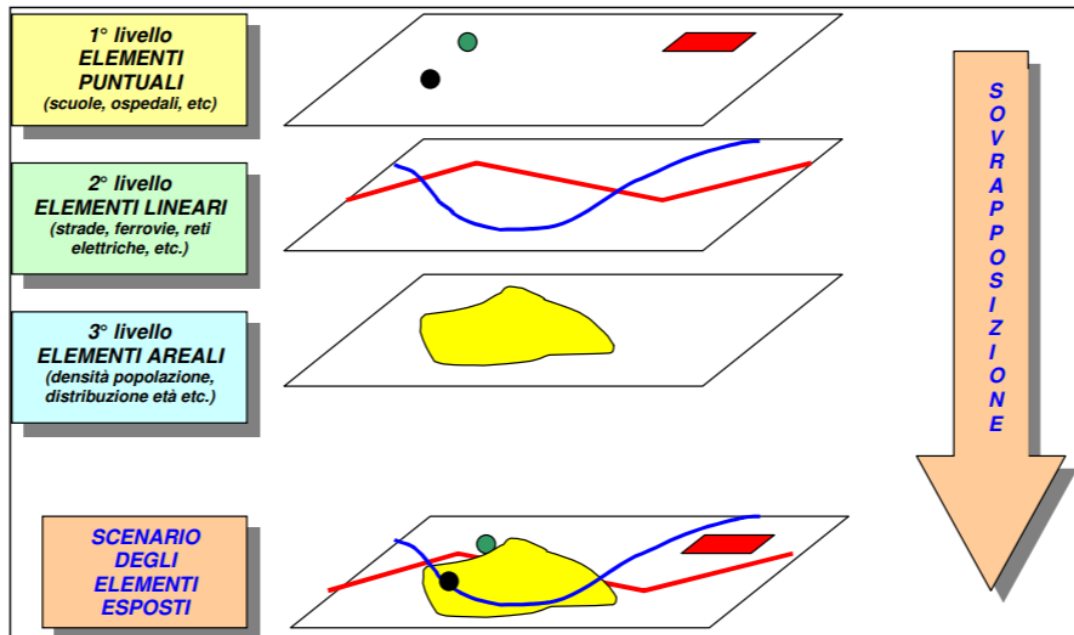 1° livello
ELEMENTI
PUNTUALI
(scuole, ospedali, etc)
2° livello
ELEMENTI LINEARI
(strade, ferrovie, reti
elettriche, etc.)
3° livello
ELEMENTI AREALI
(densità popolazione,
distribuzione età etc.)
SCENARIO
DEGLI
ELEMENTI
ESPOSTI
SOVRAPPOSIZIONE